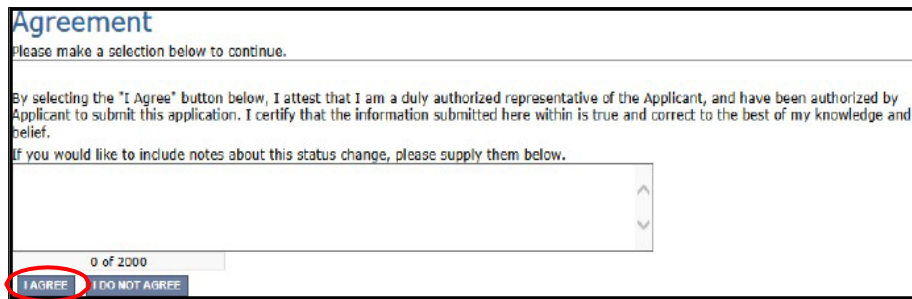 Agreement
Please make a selection below to continue.
By selecting the "I Agree" button below, I attest that I am a duly authorized representative of the Applicant, and have been authorized by
Applicant to submit this application. I certify that the information submitted here within is true and correct to the best of my knowledge and
belief.
If you would like to include notes about this status change, please supply them below.
0 of 2000
I AGREE I DO NOT AGREE